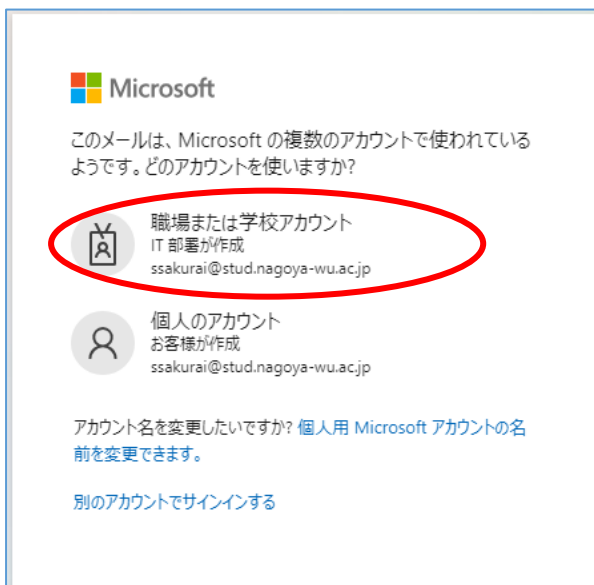 Microsoft
このメールは、Microsoft の複数のアカウントで使われている
ようです。どのアカウントを使いますか?
職場または学校アカウント
IT 部署が作成
ssakurai@stud.nagoya-wu.ac.jp
個人のアカウント
お客様が作成
ssakurai@stud.nagoya-wu.ac.jp
アカウント名を変更したいですか? 個人用 Microsoft アカウントの名
前を変更できます。
別のアカウントでサインインする